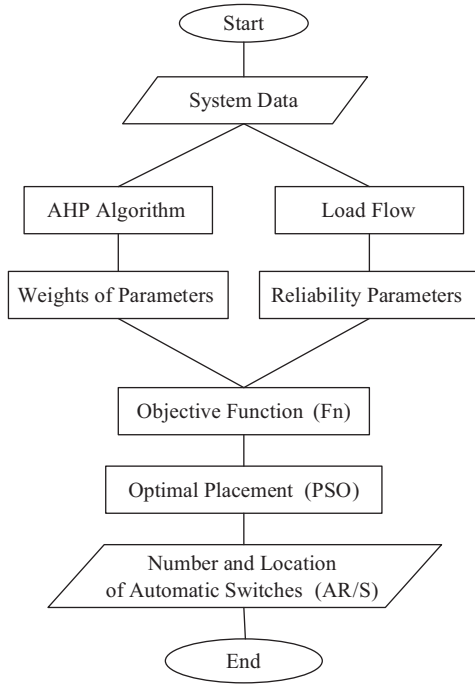 Start
System Data
AHP Algorithm
Load Flow
Weights of Parameters
Reliability Parameters
Objective Function (Fn)
Optimal Placement (PSO)
Number and Location
of Automatic Switches (AR/S)
End